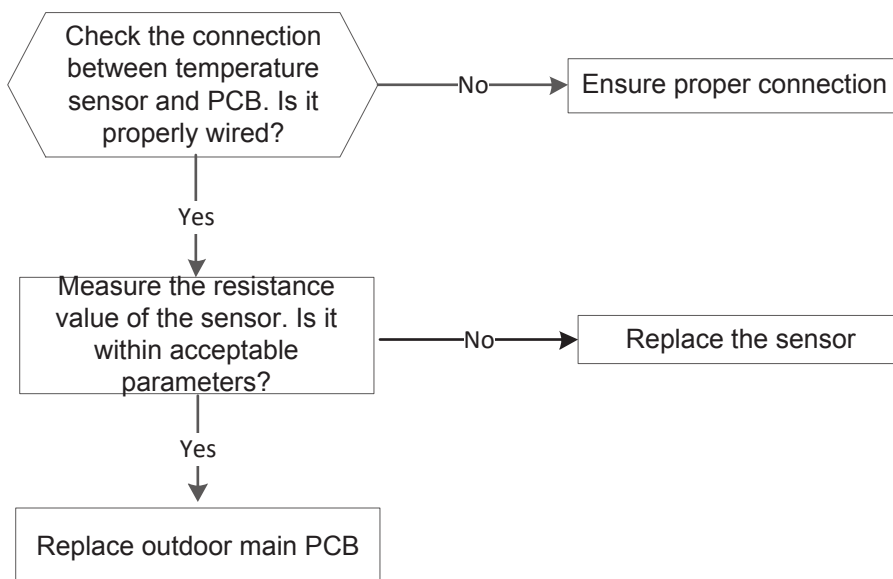 Check the connection
between temperature
sensor and PCB. Is it
properly wired?
No
Ensure proper connection
Yes
Measure the resistance
value of the sensor. Is it
within acceptable
parameters?
No
Replace the sensor
Yes
Replace outdoor main PCB